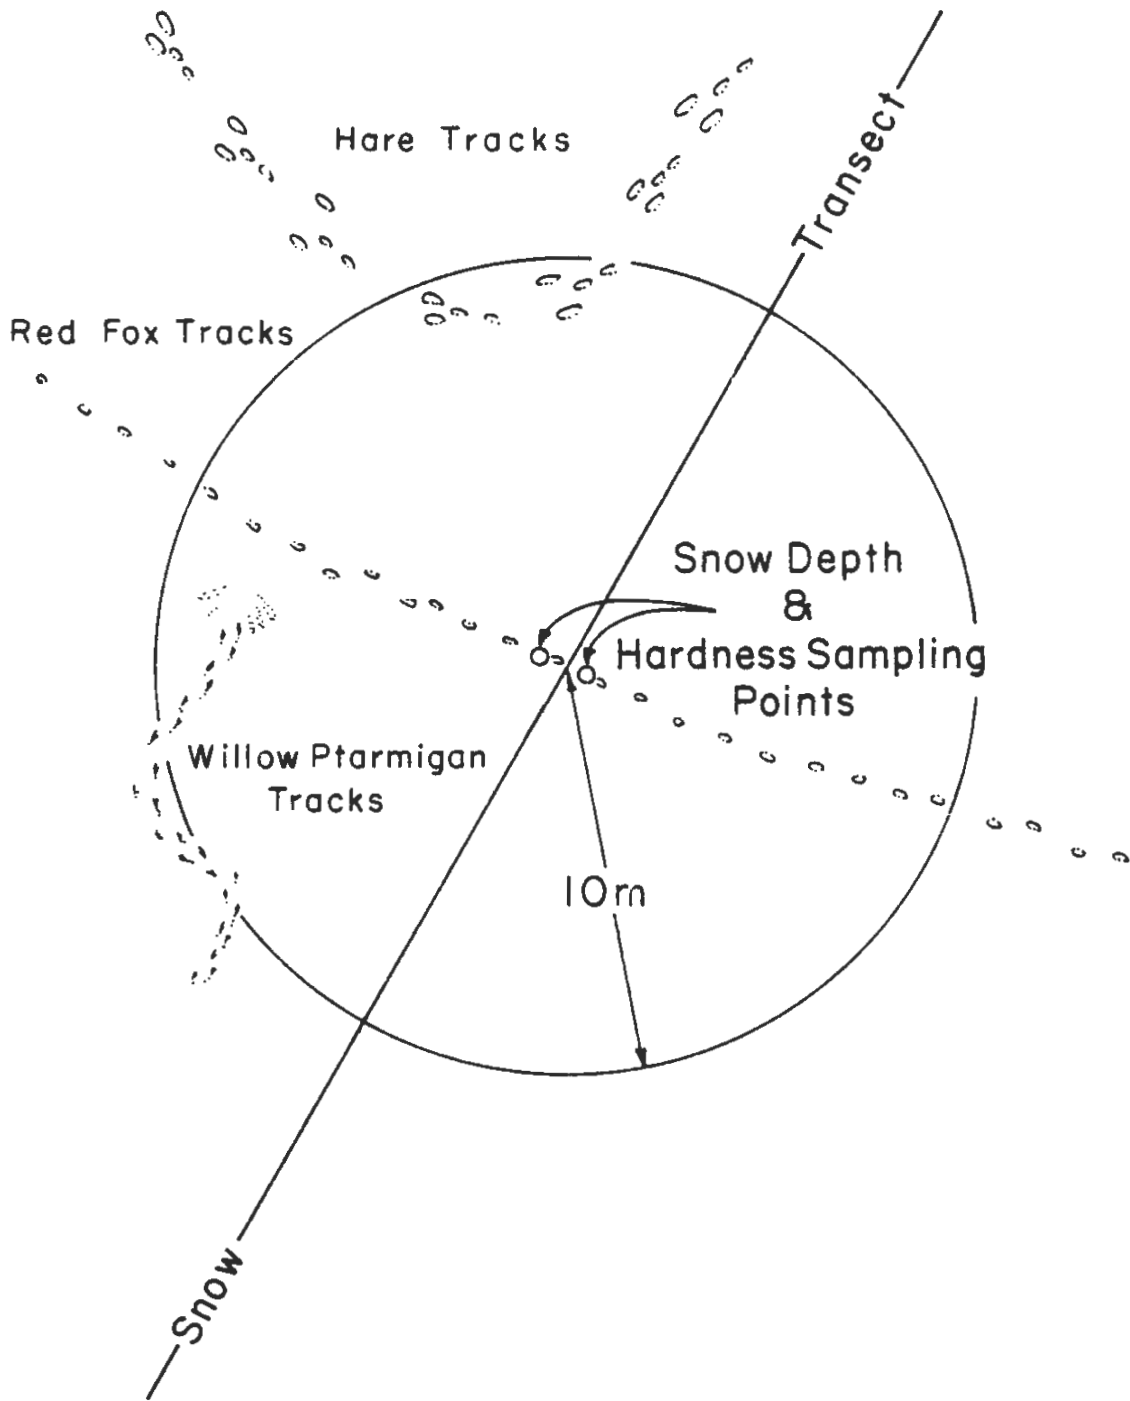 Hare Tracks
Transect
Red Fox Tracks
Snow Depth
&
Hardness Sampling
Points
Willow Ptarmigan
Tracks
10m
Snow